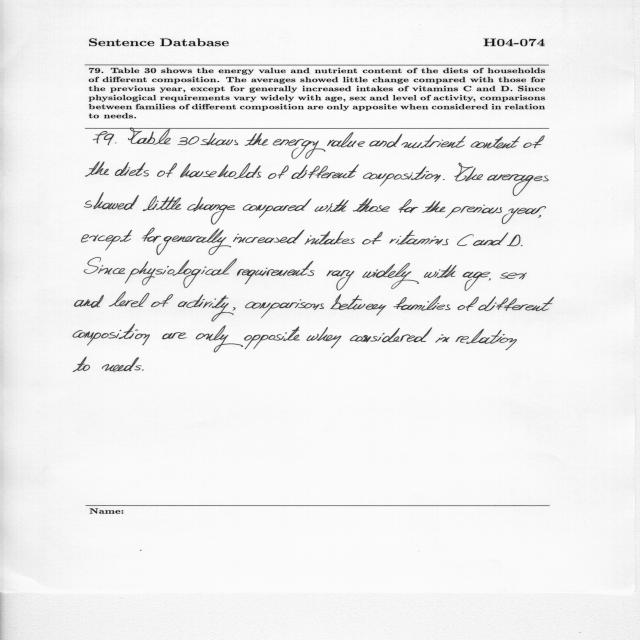 Sentence Database H04-074
79. Table 30 shows the energy value and nutrient content of the diets of households
of different composition. The averages showed little change compared with those for
the previous year, except for generally increased intakes of vitamins C and D. Since
physiological requirements vary widely with age, sex and level of activity, comparisons
between families of different composition are only apposite when considered in relation
to needs.
79. Table 30 shows the energy value and nutrient content of
the diets of households of different composition. The averages
showed little change compared with those for the previous year,
except for generally increased intakes of vitamins C and D.
Since physiological requirements vary widely with age, sex
and level of activity, comparisons between families of different
composition are only opposite when considered in relation
to needs.
Name: